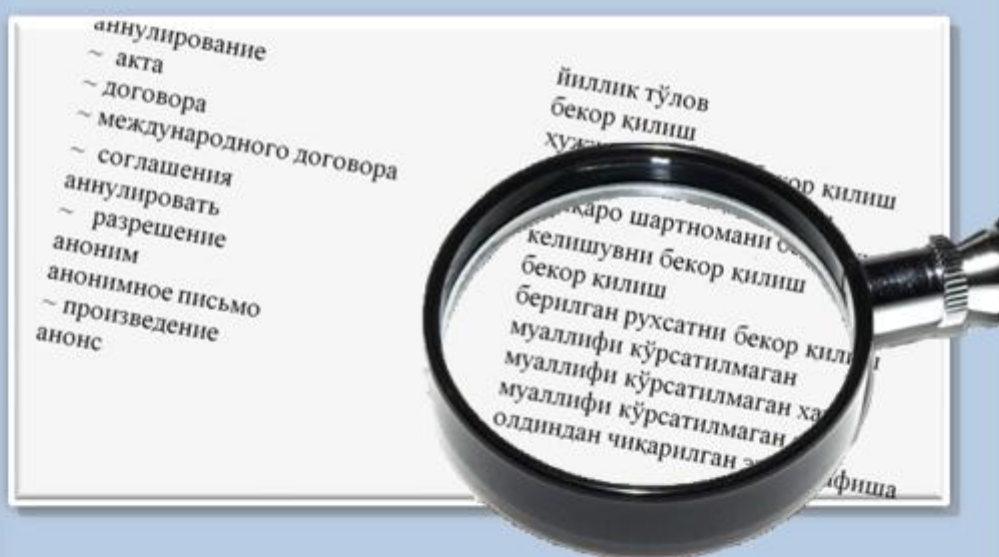 аннулирование
~ акта
~ договора
~ международного договора
~ соглашения
аннулировать
~ разрешение
аноним
анонимное письмо
~ произведение
анонс
йиллик тўлов
бекор қилиш
қилиш
шартномани
келишувни бекор қилиш
бекор қилиш
берилган рухсатни бекор
муаллифи кўрсатилмаган
муаллифи кўрсатилмаган
муаллифи кўрсатилмаган
олдиндан чиқарилган
афиша